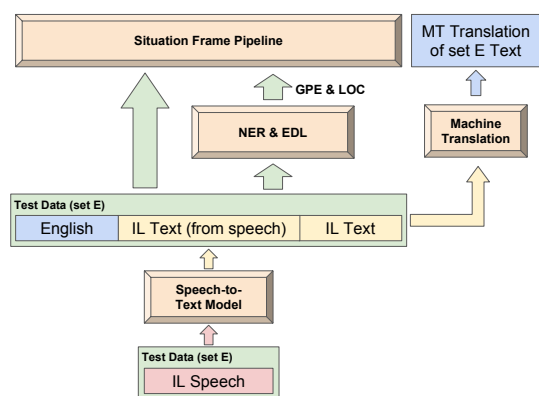 Situation Frame Pipeline
MT Translation
of set E Text
GPE & LOC
NER & EDL
Machine
Translation
Test Data (set E)
English
IL Text (from speech)
IL Text
Speech-to-
Text Model
Test Data (set E)
IL Speech